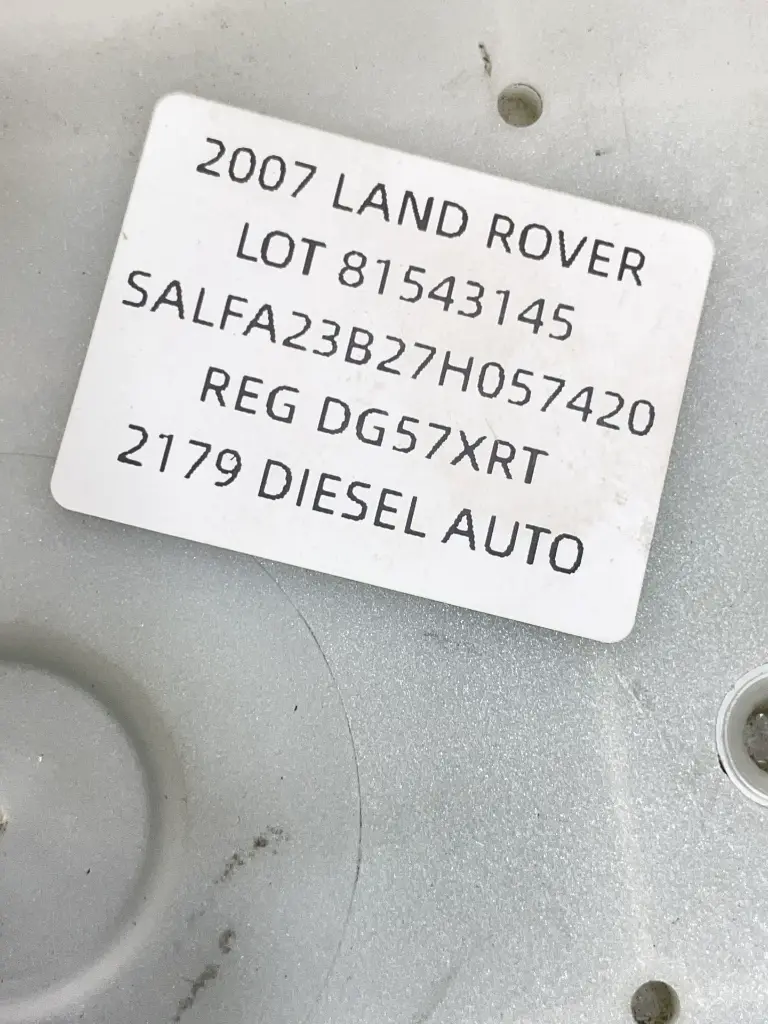 2007 LAND ROVER
LOT 81543145
SALFA23B27H057420
REG DG57XRT
2179 DIESEL AUTO